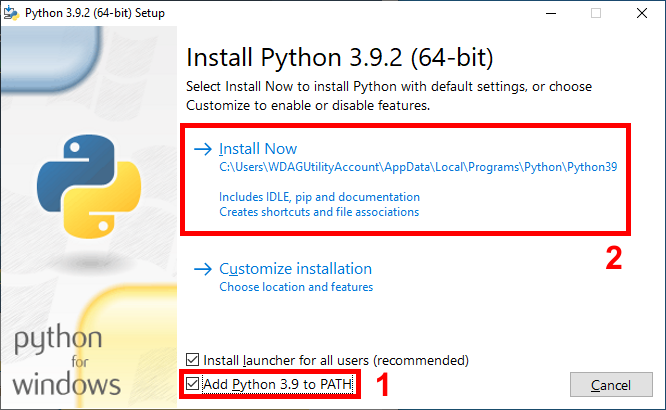 Python 3.9.2 (64-bit) Setup
Install Python 3.9.2 (64-bit)
Select Install Now to install Python with default settings, or choose
Customize to enable or disable features.
Install Now
C:\Users\WDAGUtilityAccount\AppData\Local\Programs\Python\Python39
Includes IDLE, pip and documentation
Creates shortcuts and file associations
2
Customize installation
Choose location and features
python
for
windows
Install launcher for all users (recommended)
Add Python 3.9 to PATH
1
Cancel